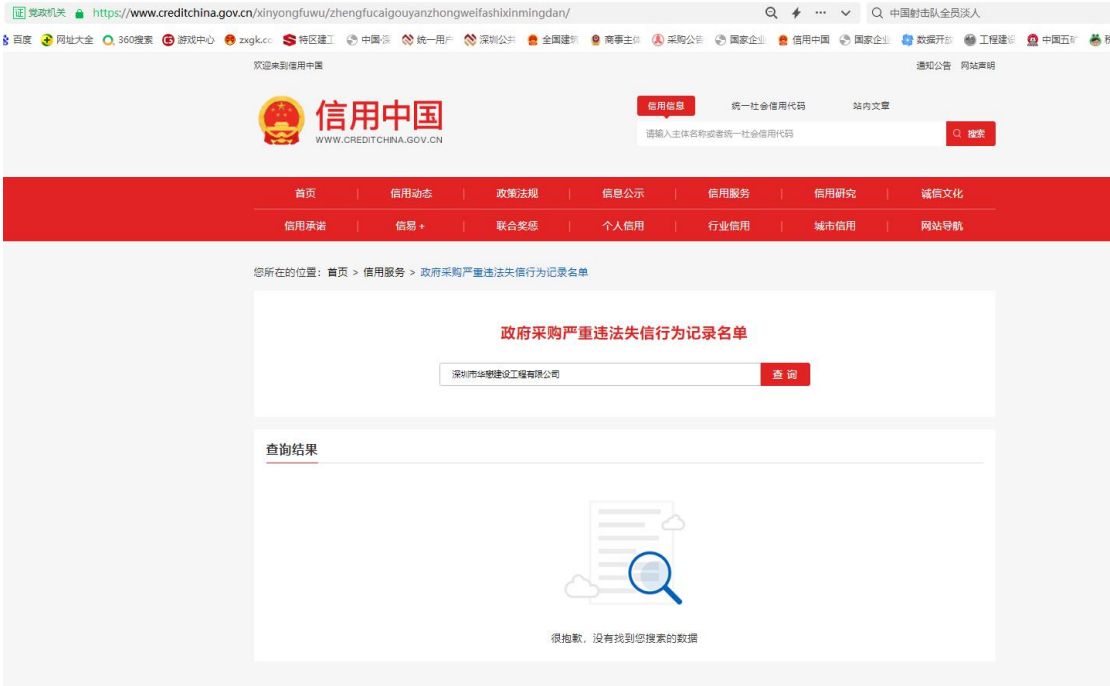 证 党政机关 https://www.creditchina.gov.cn/xinyongfuwu/zhengfucaigouyanzhongweifashixinmingdan/ 中国射击队全员淡人
百度 网址大全 360搜索 游戏中心 zxgk.cc 特区建工 中国·深 统一用户 深圳公共 全国建筑 商事主体 采购公告 国家企业 信用中国 国家企业 数据开放 工程建设 中国五矿
欢迎来到信用中国 通知公告 网站声明
信用信息 统一社会信用代码 站内文章
信用中国
WWW.CREDITCHINA.GOV.CN
请输入主体名称或者统一社会信用代码 搜索
首页 信用动态 政策法规 信息公示 信用服务 信用研究 诚信文化
信用承诺 信易+ 联合奖惩 个人信用 行业信用 城市信用 网站导航
您所在的位置：首页 > 信用服务 > 政府采购严重违法失信行为记录名单
政府采购严重违法失信行为记录名单
深圳市华懋建设工程有限公司 查询
查询结果
很抱歉，没有找到您搜索的数据